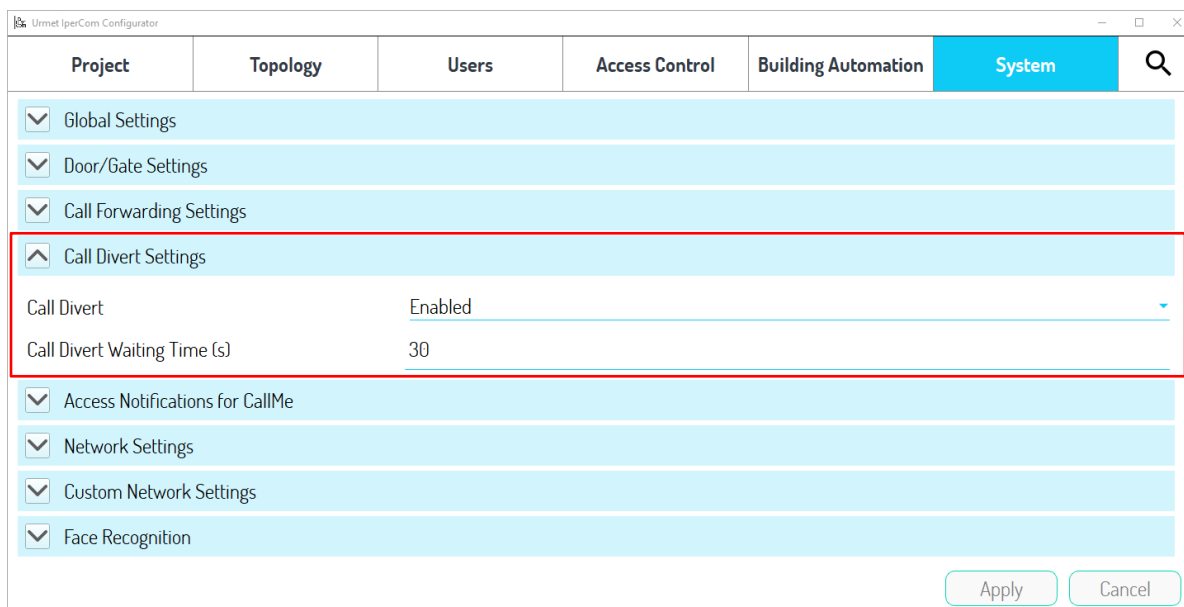 Urmet IperCom Configurator
Project Topology Users Access Control Building Automation System
Global Settings
Door/Gate Settings
Call Forwarding Settings
Call Divert Settings
Call Divert Enabled
Call Divert Waiting Time (s) 30
Access Notifications for CallMe
Network Settings
Custom Network Settings
Face Recognition
Apply Cancel